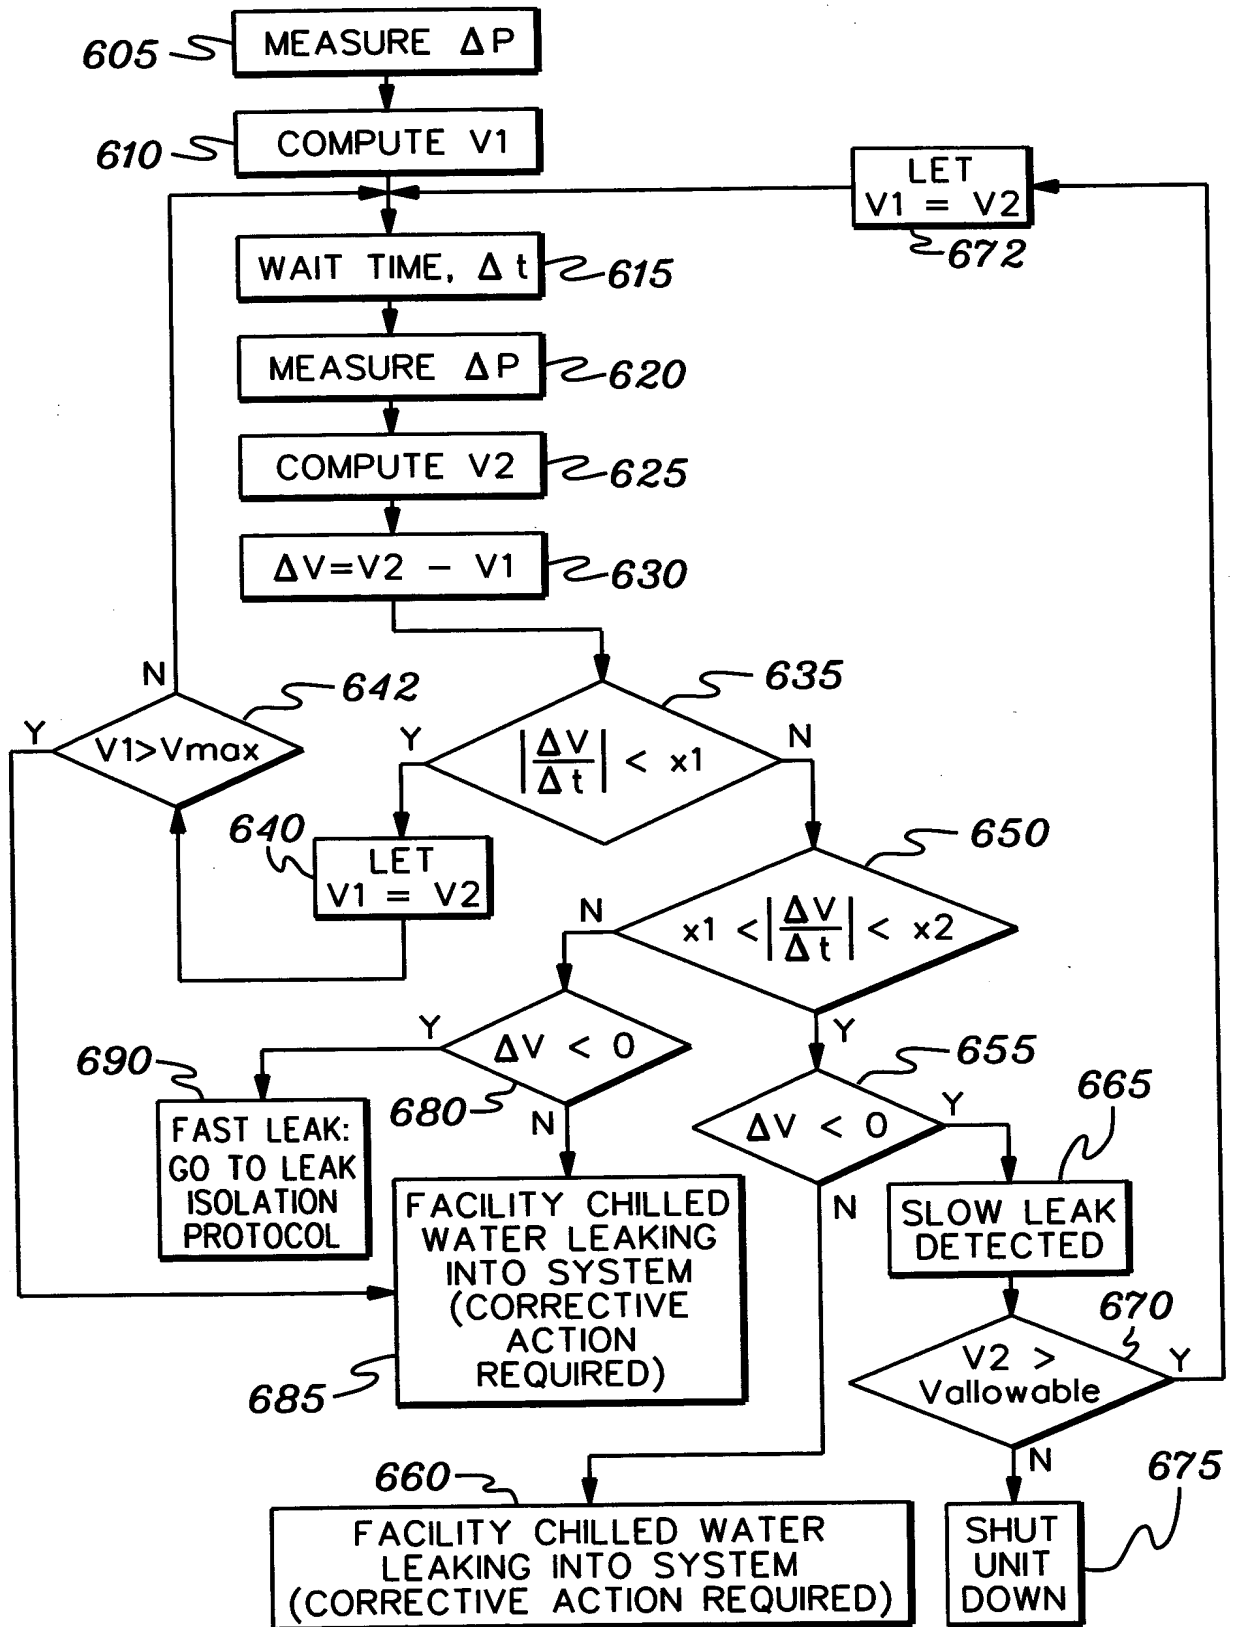 MEASURE ΔP
605
COMPUTE V1
610
LET
V1 = V2
672
WAIT TIME, Δt
615
MEASURE ΔP
620
COMPUTE V2
625
ΔV=V2 - V1
630
N
642
Y
V1>Vmax
635
Y
|ΔV/Δt| < x1
N
640
LET
V1 = V2
650
N
x1 < |ΔV/Δt| < x2
Y
Y
ΔV < 0
680
N
690
FAST LEAK:
GO TO LEAK
ISOLATION
PROTOCOL
655
ΔV < 0
Y
N
665
SLOW LEAK
DETECTED
FACILITY CHILLED
WATER LEAKING
INTO SYSTEM
(CORRECTIVE
ACTION
REQUIRED)
685
670
V2 >
Vallowable
Y
N
660
FACILITY CHILLED WATER
LEAKING INTO SYSTEM
(CORRECTIVE ACTION REQUIRED)
675
SHUT
UNIT
DOWN